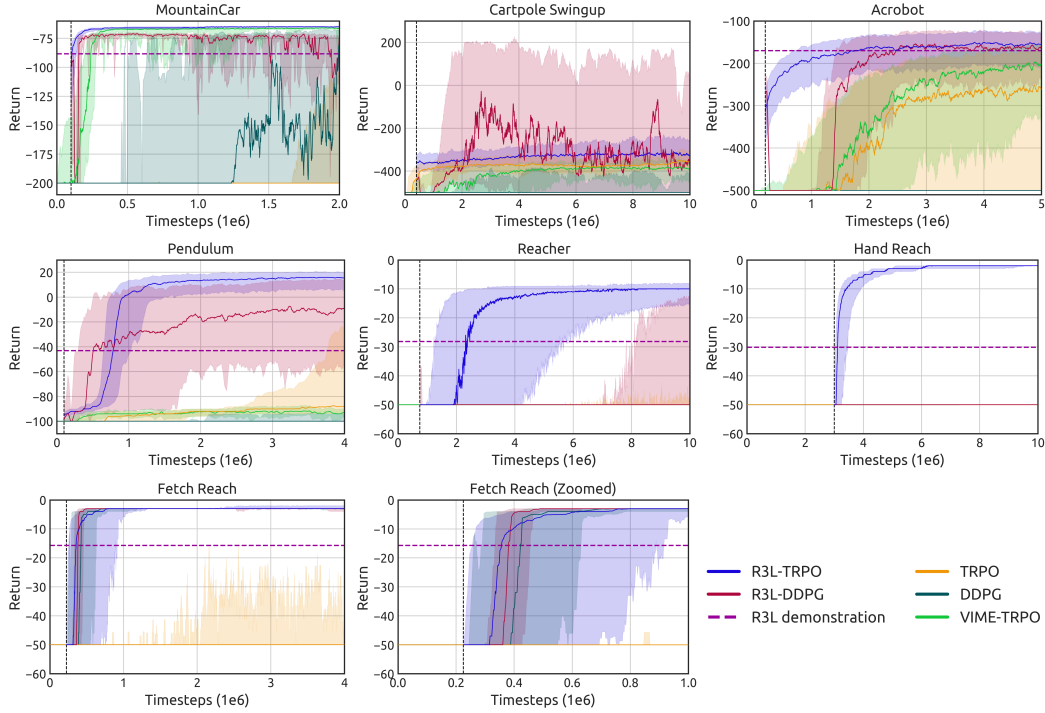 MountainCar
Return
−75
−100
−125
−150
−175
−200
0.0 0.5 1.0 1.5 2.0
Timesteps (1e6)
Cartpole Swingup
Return
200
0
−200
−400
0 2 4 6 8 10
Timesteps (1e6)
Acrobot
Return
−100
−200
−300
−400
−500
0 1 2 3 4 5
Timesteps (1e6)
Pendulum
Return
20
0
−20
−40
−60
−80
−100
0 1 2 3 4
Timesteps (1e6)
Reacher
Return
0
−10
−20
−30
−40
−50
−60
0 2 4 6 8 10
Timesteps (1e6)
Hand Reach
Return
0
−10
−20
−30
−40
−50
−60
0 2 4 6 8 10
Timesteps (1e6)
Fetch Reach
Return
0
−10
−20
−30
−40
−50
−60
0 1 2 3 4
Timesteps (1e6)
Fetch Reach (Zoomed)
Return
0
−10
−20
−30
−40
−50
−60
0.0 0.2 0.4 0.6 0.8 1.0
Timesteps (1e6)
R3L-TRPO
R3L-DDPG
R3L demonstration
TRPO
DDPG
VIME-TRPO